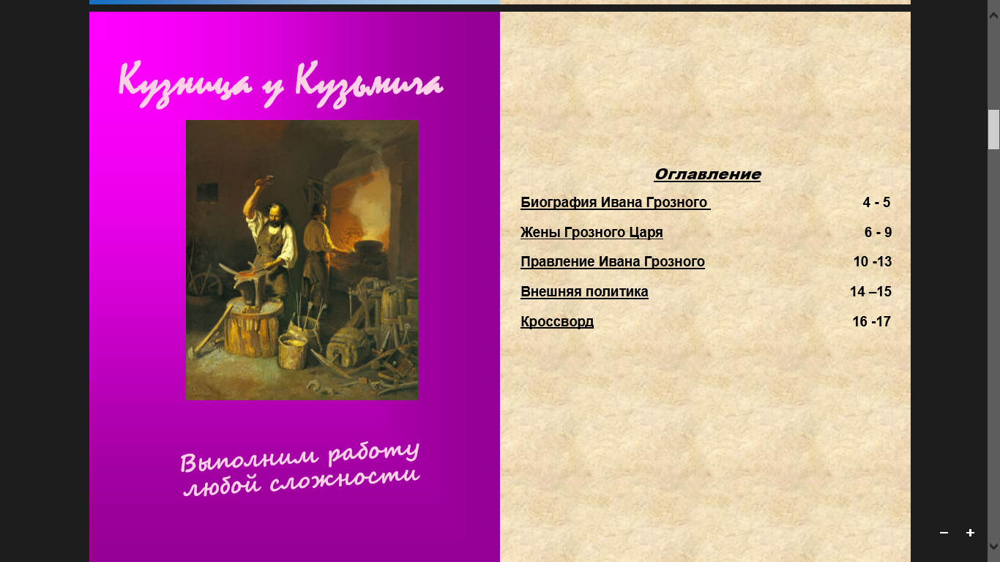 Кузница у Кузьмича
Выполним работу
любой сложности
Оглавление
Биография Ивана Грозного 4 - 5
Жены Грозного Царя 6 - 9
Правление Ивана Грозного 10 -13
Внешняя политика 14 –15
Кроссворд 16 -17